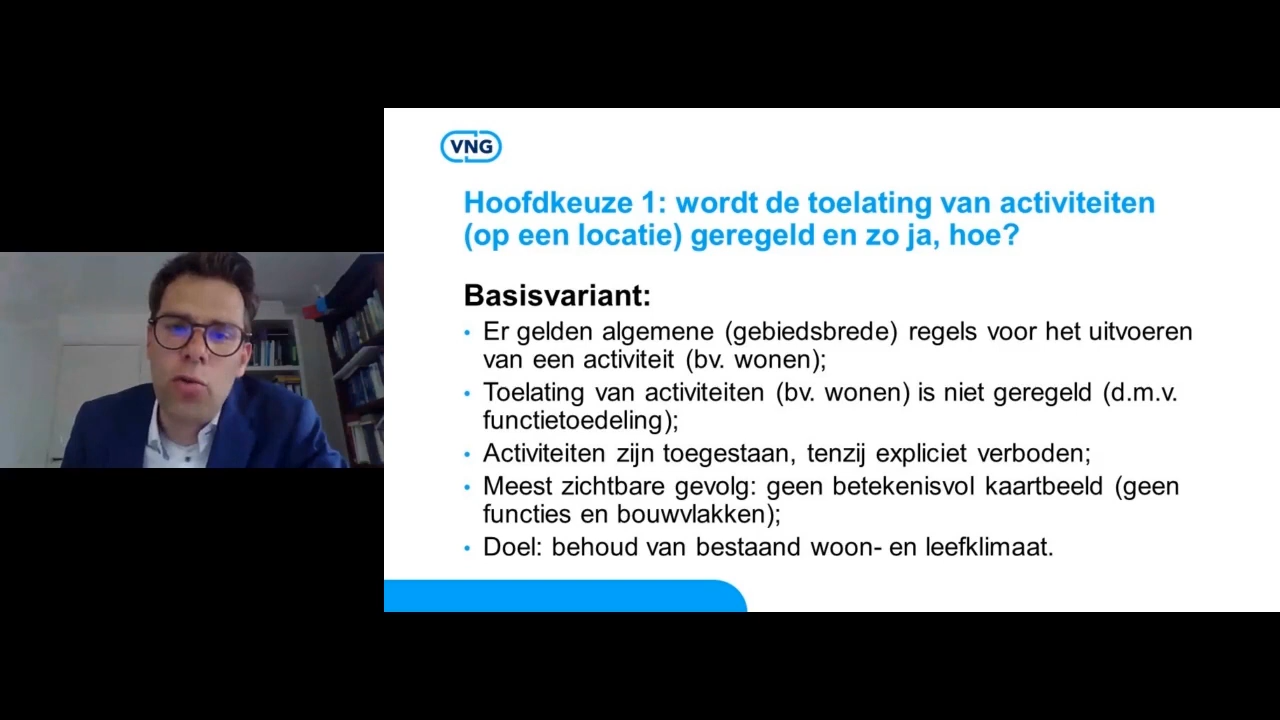 VNG
Hoofdkeuze 1: wordt de toelating van activiteiten
(op een locatie) geregeld en zo ja, hoe?
Basisvariant:
• Er gelden algemene (gebiedsbrede) regels voor het uitvoeren
van een activiteit (bv. wonen);
• Toelating van activiteiten (bv. wonen) is niet geregeld (d.m.v.
functietoedeling);
• Activiteiten zijn toegestaan, tenzij expliciet verboden;
• Meest zichtbare gevolg: geen betekenisvol kaartbeeld (geen
functies en bouwvlakken);
• Doel: behoud van bestaand woon- en leefklimaat.